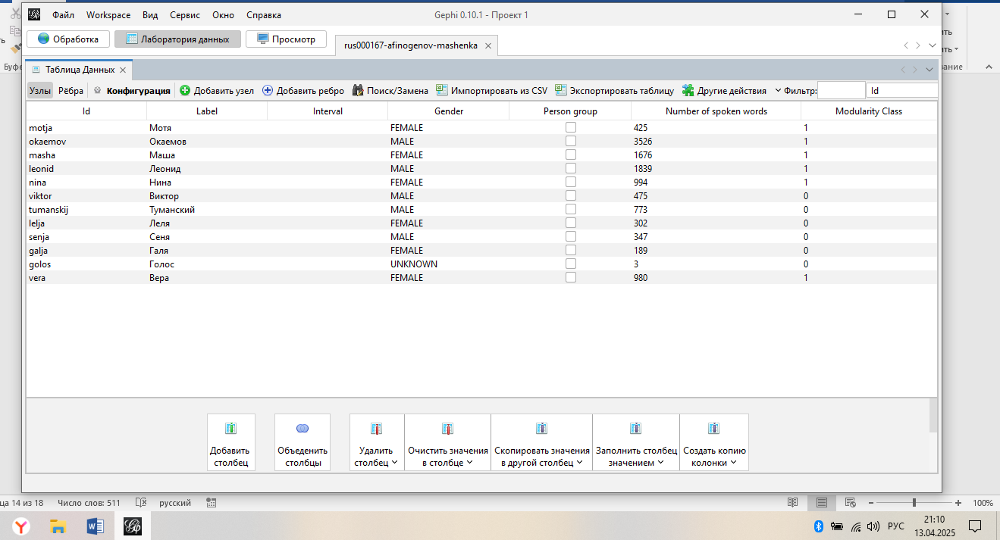 Файл Workspace Вид Сервис Окно Справка Gephi 0.10.1 - Проект 1
Обработка Лаборатория данных Просмотр rus000167-afinogenov-mashenka
Таблица Данных
Узлы Рёбра Конфигурация Добавить узел Добавить ребро Поиск/Замена Импортировать из CSV Экспортировать таблицу Другие действия Фильтр: Id
Id Label Interval Gender Person group Number of spoken words Modularity Class
motja Мотя FEMALE 425 1
okaemov Окаемов MALE 3526 1
masha Маша FEMALE 1676 1
leonid Леонид MALE 1839 1
nina Нина FEMALE 994 1
viktor Виктор MALE 475 0
tumanskij Туманский MALE 773 0
lelja Леля FEMALE 302 0
senja Сеня MALE 347 0
galja Галя FEMALE 189 0
golos Голос UNKNOWN 3 0
vera Вера FEMALE 980 1
Добавить столбец
Объеденить столбцы
Удалить столбец
Очистить значения в столбце
Скопировать значения в другой столбец
Заполнить столбец значением
Создать копию колонки
ца 14 из 18 Число слов: 511 русский 100%
РУС 21:10
13.04.2025